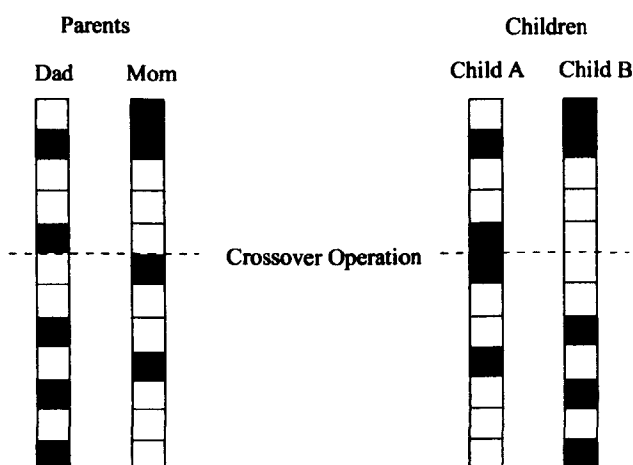 Parents
Children
Dad
Mom
Child A
Child B
Crossover Operation